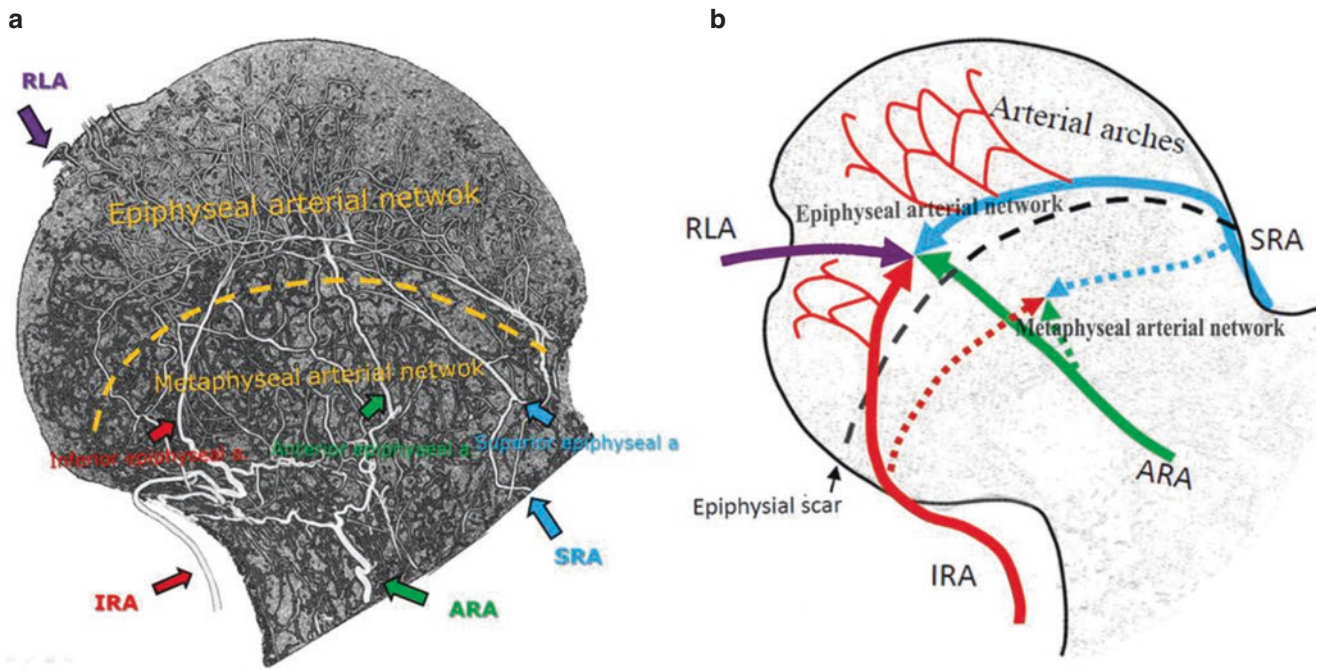 a
RLA
Epiphyseal arterial netwok
Metaphyseal arterial netwok
Inferior epiphyseal a.
Anterior epiphyseal a
Superior epiphyseal a
SRA
IRA
ARA
b
Arterial arches
Epiphyseal arterial network
RLA
SRA
Metaphyseal arterial network
ARA
Epiphysial scar
IRA